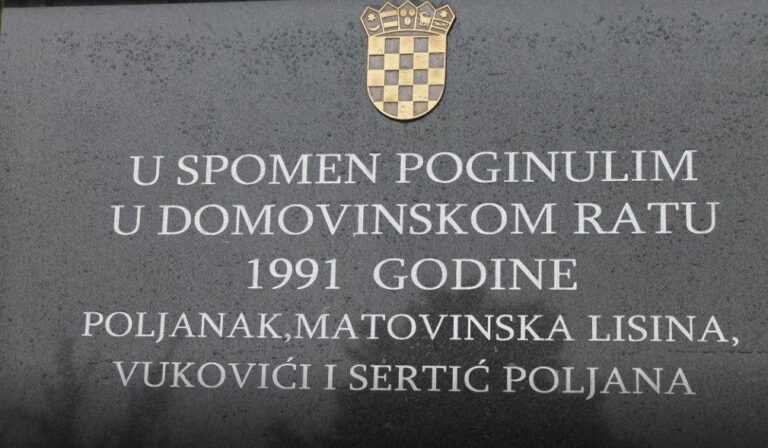 U SPOMEN POGINULIM
U DOMOVINSKOM RATU
1991 GODINE
POLJANAK,MATOVINSKA LISINA,
VUKOVIĆI I SERTIĆ POLJANA